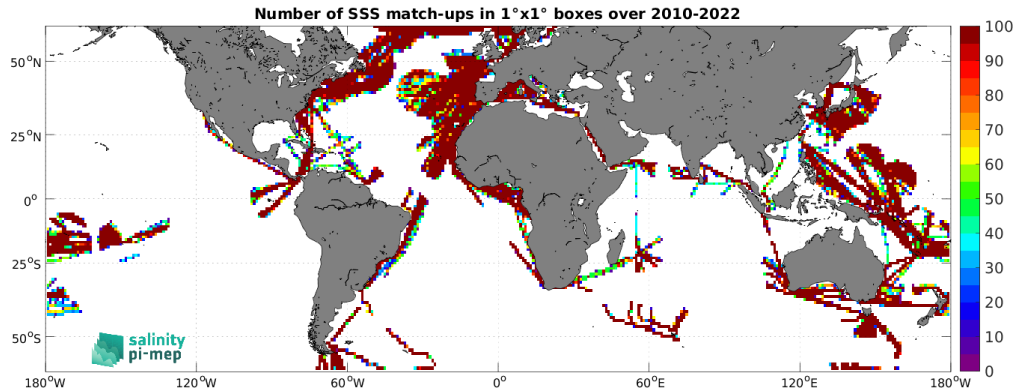 Number of SSS match-ups in 1°x1° boxes over 2010-2022
100
90
80
70
60
50
40
30
20
10
0
50°N
25°N
0°
25°S
50°S
salinity
pi-mep
180°W
120°W
60°W
0°
60°E
120°E
180°W